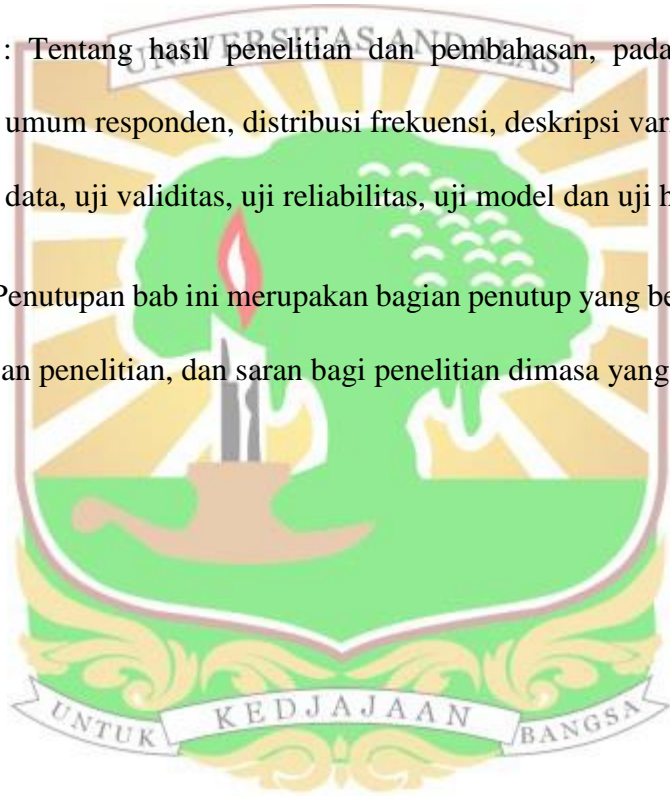 UNIVERSITAS ANDALAS
: Tentang hasil penelitian dan pembahasan, pada
umum responden, distribusi frekuensi, deskripsi var
data, uji validitas, uji reliabilitas, uji model dan uji h
Penutupan bab ini merupakan bagian penutup yang be
an penelitian, dan saran bagi penelitian dimasa yang
UNTUK KEDJAJAAN BANGSA